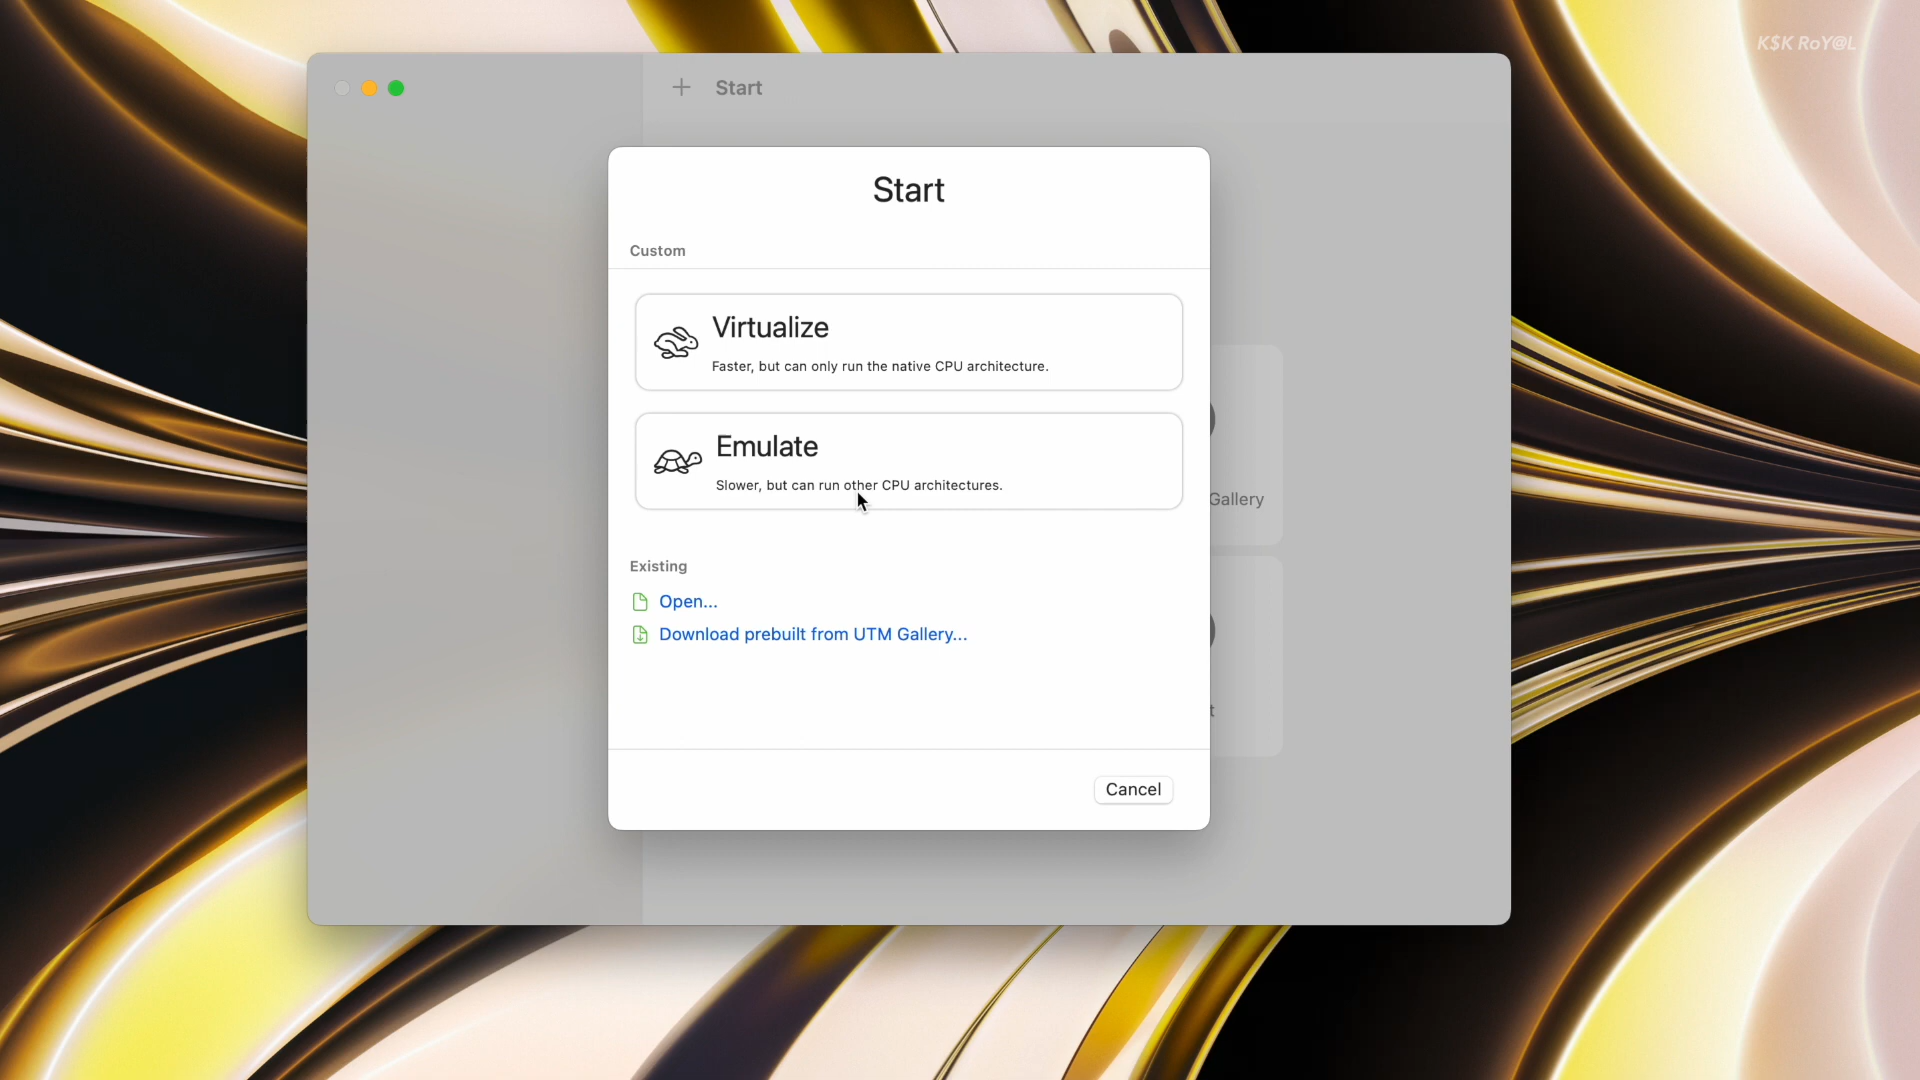 K$K RoY@L
Start
Start
Custom
Virtualize
Faster, but can only run the native CPU architecture.
Emulate
Slower, but can run other CPU architectures.
Gallery
Existing
Open...
Download prebuilt from UTM Gallery...
t
Cancel